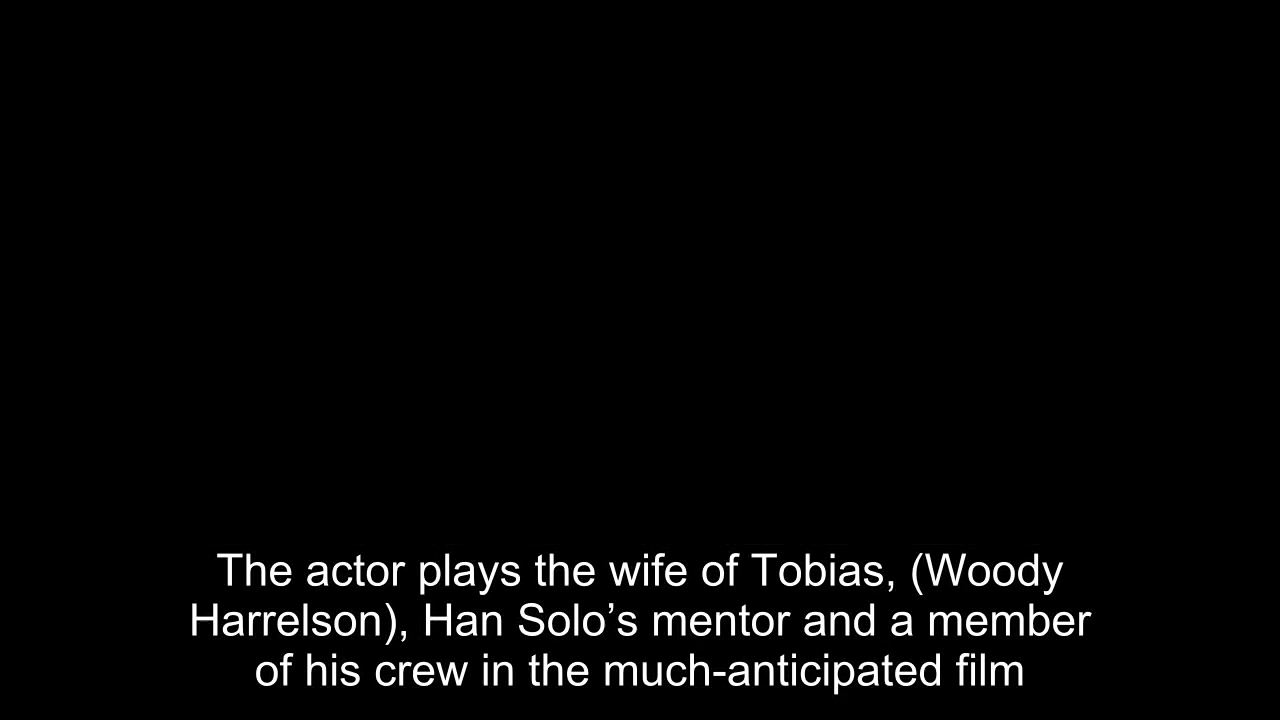 The actor plays the wife of Tobias, (Woody
Harrelson), Han Solo’s mentor and a member
of his crew in the much-anticipated film